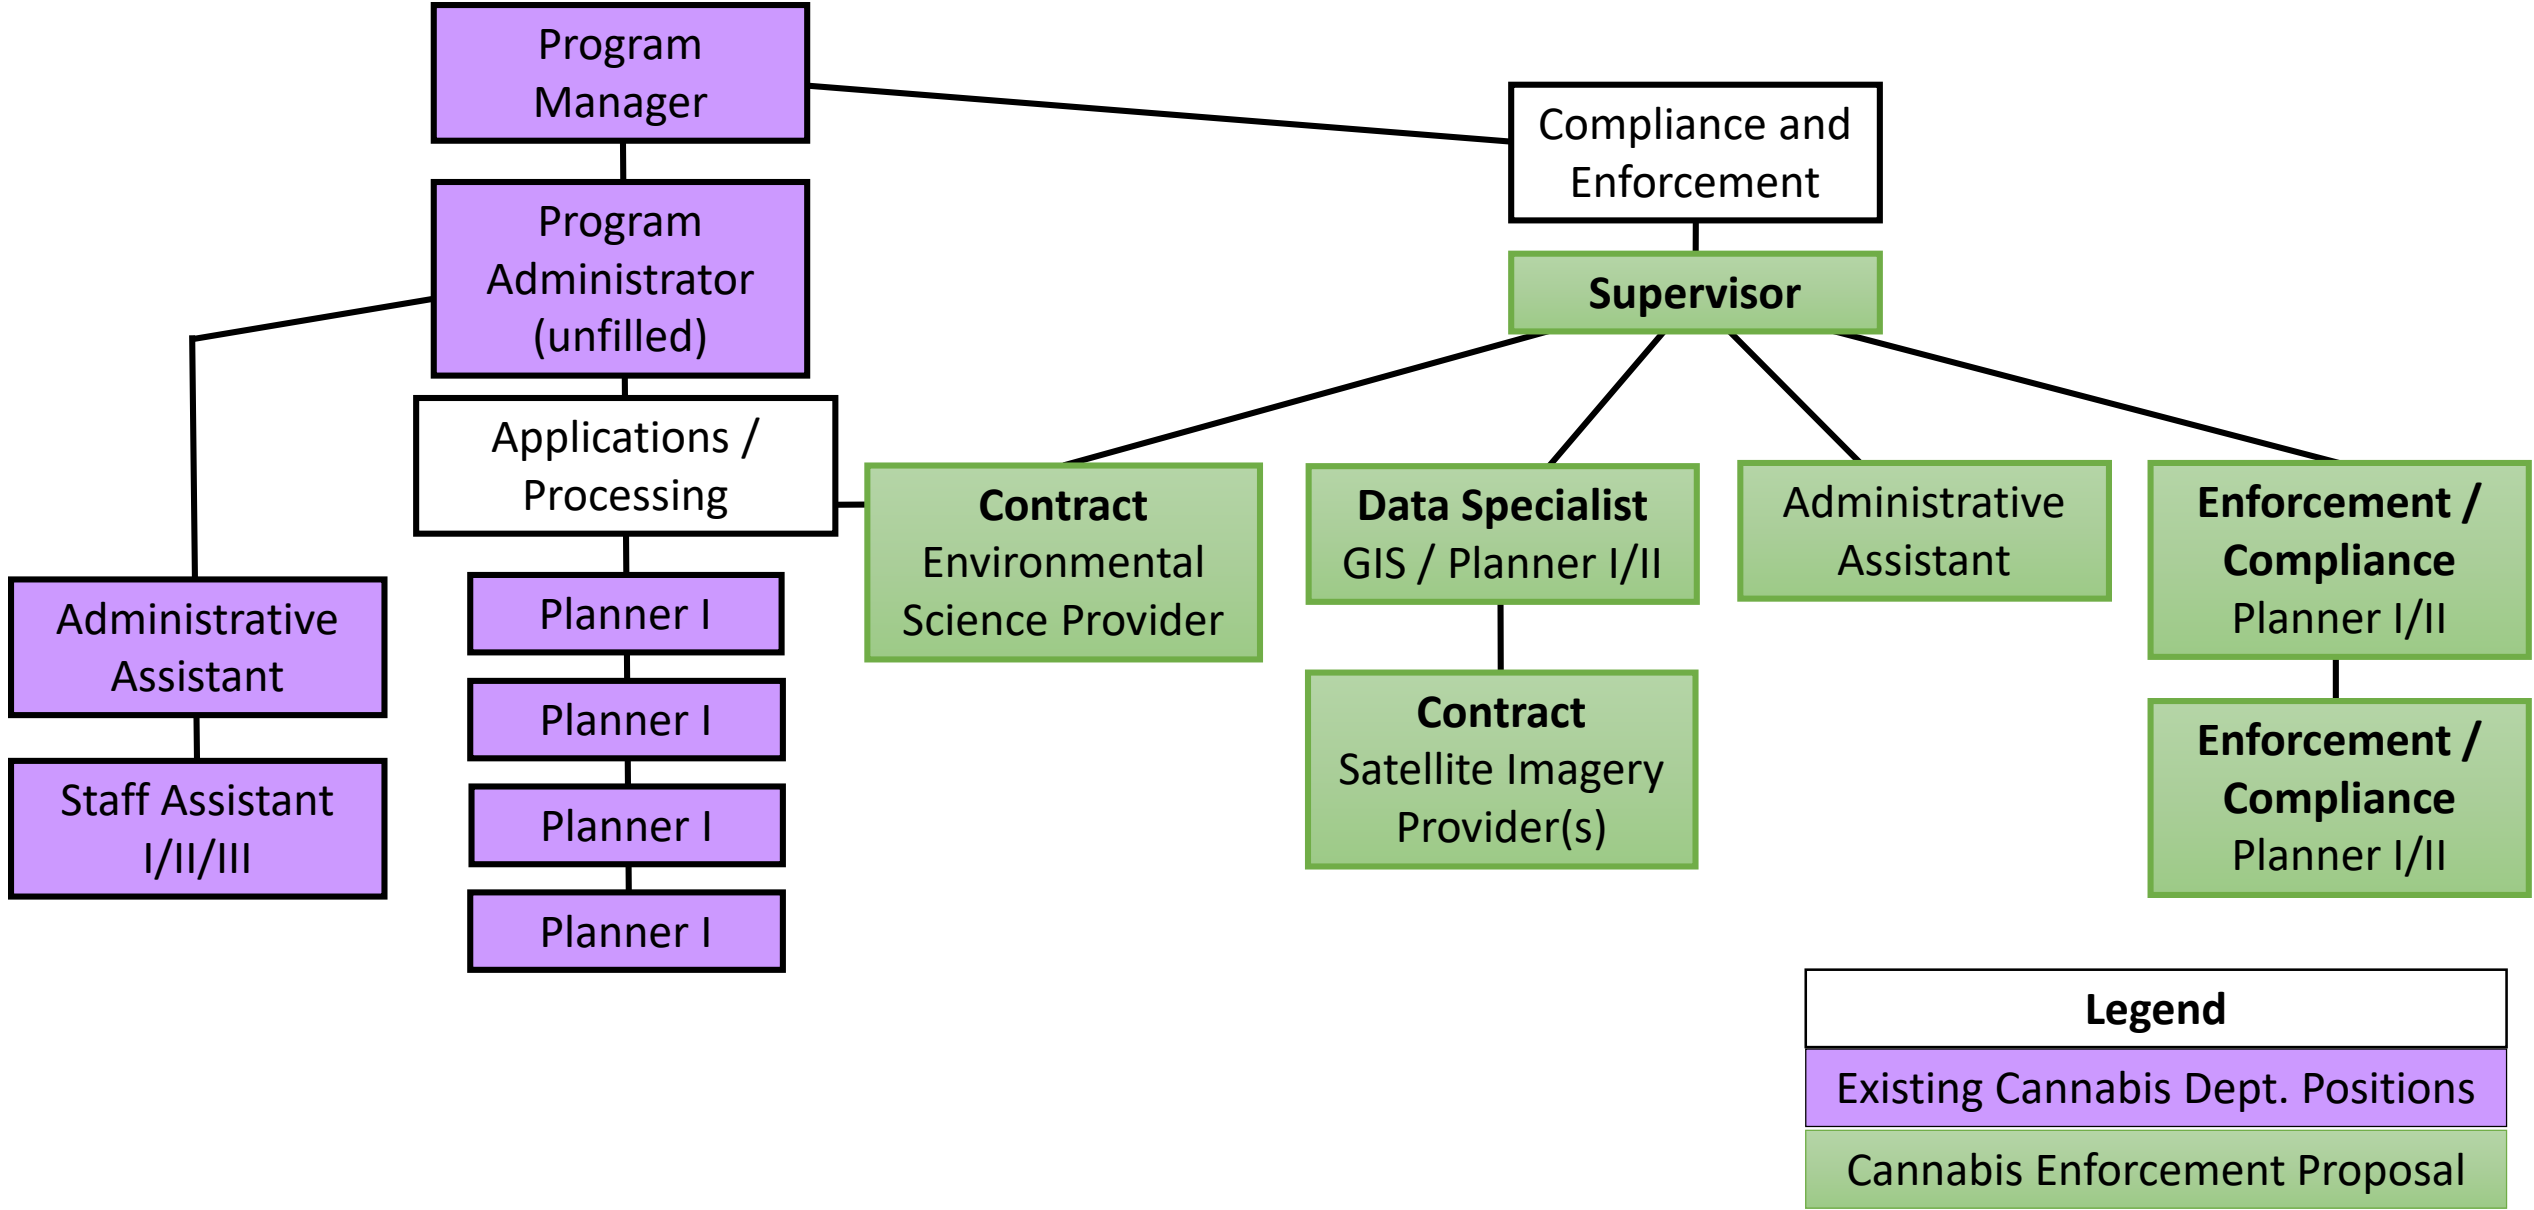 Program
Manager
Compliance and
Enforcement
Program
Administrator
(unfilled)
Supervisor
Applications /
Processing
Contract
Environmental
Science Provider
Data Specialist
GIS / Planner I/II
Administrative
Assistant
Enforcement /
Compliance
Planner I/II
Administrative
Assistant
Planner I
Planner I
Contract
Satellite Imagery
Provider(s)
Enforcement /
Compliance
Planner I/II
Staff Assistant
I/II/III
Planner I
Planner I
Legend
Existing Cannabis Dept. Positions
Cannabis Enforcement Proposal